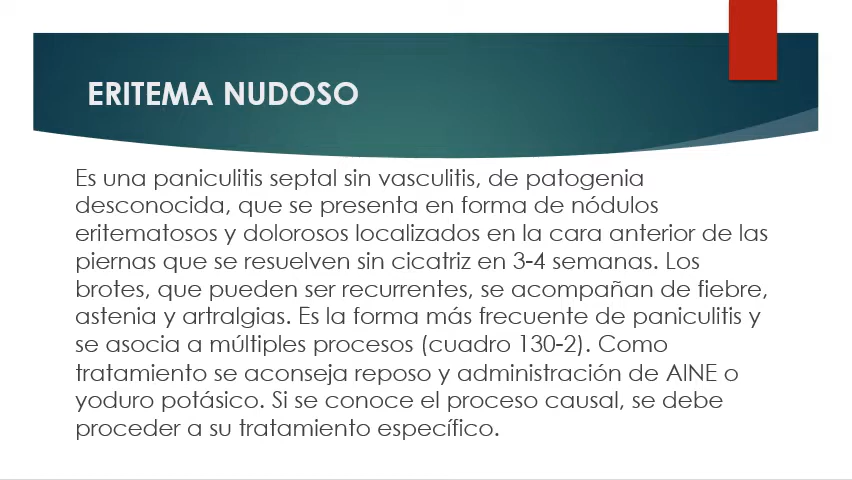 ERITEMA NUDOSO
Es una paniculitis septal sin vasculitis, de patogenia
desconocida, que se presenta en forma de nódulos
eritematosos y dolorosos localizados en la cara anterior de las
piernas que se resuelven sin cicatriz en 3-4 semanas. Los
brotes, que pueden ser recurrentes, se acompañan de fiebre,
astenia y artralgias. Es la forma más frecuente de paniculitis y
se asocia a múltiples procesos (cuadro 130-2). Como
tratamiento se aconseja reposo y administración de AINE o
yoduro potásico. Si se conoce el proceso causal, se debe
proceder a su tratamiento específico.